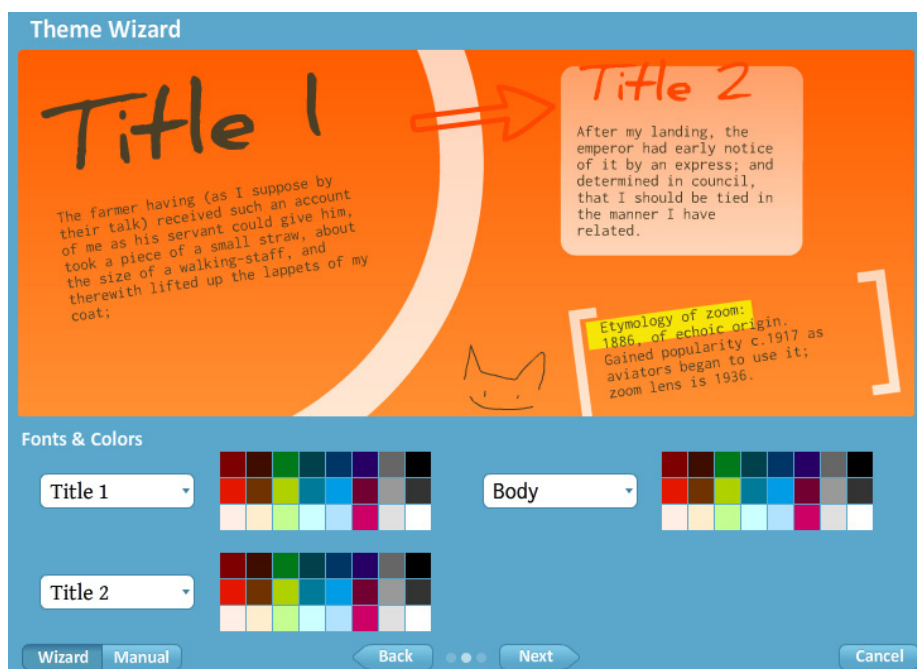 Theme Wizard
Title 1
The farmer having (as I suppose by
their talk) received such an account
of me as his servant could give him,
took a piece of a small straw, about
the size of a walking-staff, and
therewith lifted up the lappets of my
coat;
Title 2
After my landing, the
emperor had early notice
of it by an express; and
determined in council,
that I should be tied in
the manner I have
related.
Etymology of zoom:
1886, of echoic origin.
Gained popularity c.1917 as
aviators began to use it;
zoom lens is 1936.
Fonts & Colors
Title 1
Body
Title 2
Wizard Manual Back Next Cancel